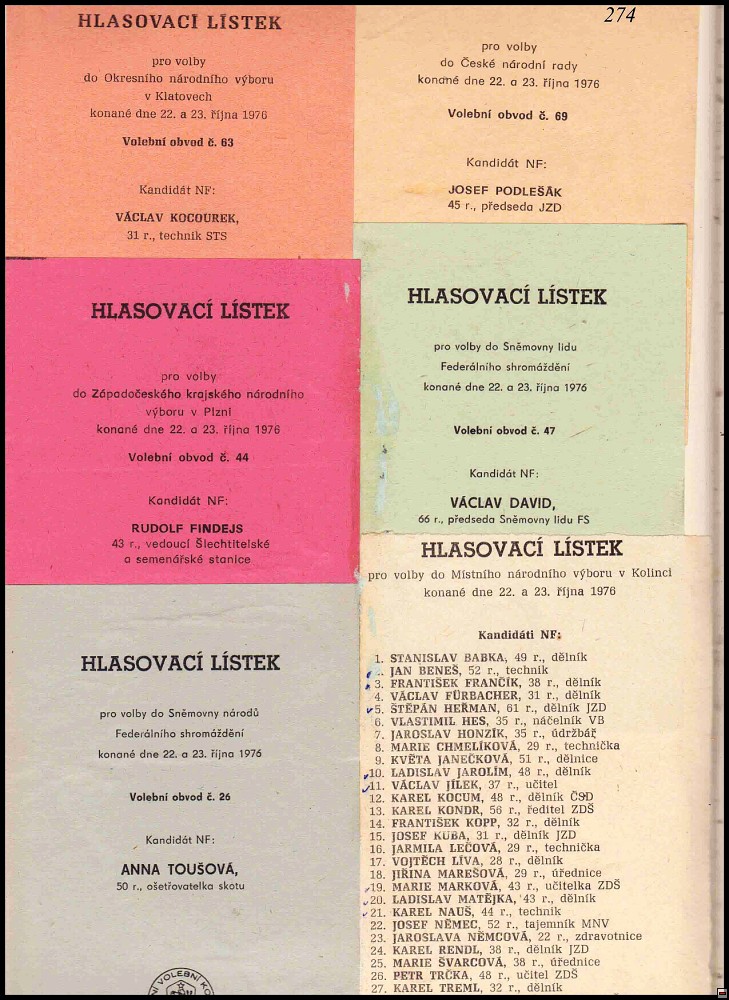 274
HLASOVACÍ LÍSTEK
pro volby
do Okresního národního výboru
v Klatovech
konané dne 22. a 23. října 1976
Volební obvod č. 63
Kandidát NF:
VÁCLAV KOCOUREK,
31 r., technik STS
pro volby
do České národní rady
konané dne 22. a 23. října 1976
Volební obvod č. 69
Kandidát NF:
JOSEF PODLEŠÁK
45 r., předseda JZD
HLASOVACÍ LÍSTEK
pro volby
do Západočeského krajského národního
výboru v Plzni
konané dne 22. a 23. října 1976
Volební obvod č. 44
Kandidát NF:
RUDOLF FINDEJS
43 r., vedoucí Šlechtitelské
a semenářské stanice
HLASOVACÍ LÍSTEK
pro volby do Sněmovny lidu
Federálního shromáždění
konané dne 22. a 23. října 1976
Volební obvod č. 47
Kandidát NF:
VÁCLAV DAVID,
66 r., předseda Sněmovny lidu FS
HLASOVACÍ LÍSTEK
pro volby do Sněmovny národů
Federálního shromáždění
konané dne 22. a 23. října 1976
Volební obvod č. 26
Kandidát NF:
ANNA TOUŠOVÁ,
50 r., ošetřovatelka skotu
NÍ VOLEBNÍ KO
HLASOVACÍ LÍSTEK
pro volby do Místního národního výboru v Kolinci
konané dne 22. a 23. října 1976
Kandidáti NF:
1. STANISLAV BABKA, 49 r., dělník
JAN BENEŠ, 52 r., technik
3. FRANTIŠEK FRANČÍK, 38 r., dělník
4. VÁCLAV FÜRBACHER, 31 r., dělník
5. ŠTĚPÁN HEŘMAN, 61 r., dělník JZD
6. VLASTIMIL HES, 35 r., náčelník VB
7. JAROSLAV HONZÍK, 35 r., údržbář
8. MARIE CHMELÍKOVÁ, 29 r., technička
9. KVĚTA JANEČKOVÁ, 51 r., dělnice
10. LADISLAV JAROLÍM, 48 r., dělník
11. VÁCLAV JÍLEK, 37 r., učitel
12. KAREL KOCUM, 48 r., dělník ČSD
13. KAREL KONDR, 56 r., ředitel ZDŠ
14. FRANTIŠEK KOPP, 32 r., dělník
15. JOSEF KUBA, 31 r., dělník JZD
16. JARMILA LEČOVÁ, 29 r., technička
17. VOJTĚCH LÍVA, 28 r., dělník
18. JIŘINA MAREŠOVÁ, 29 r., úřednice
19. MARIE MARKOVÁ, 43 r., učitelka ZDŠ
20. LADISLAV MATĚJKA, 43 r., dělník
21. KAREL NAUŠ, 44 r., technik
22. JOSEF NĚMEC, 52 r., tajemník MNV
23. JAROSLAVA NĚMCOVÁ, 22 r., zdravotnice
24. KAREL RENDL, 38 r., dělník
25. MARIE ŠVARCOVÁ, 38 r., úřednice
26. PETR TRČKA, 48 r., učitel ZDŠ
27. KAREL TREML, 32 r., dělník